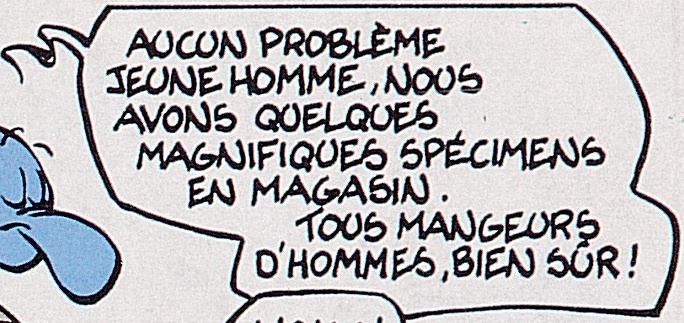 AUCUN PROBLÈME
JEUNE HOMME, NOUS
AVONS QUELQUES
MAGNIFIQUES SPÉCIMENS
EN MAGASIN.
TOUS MANGEURS
D'HOMMES, BIEN SÛR!